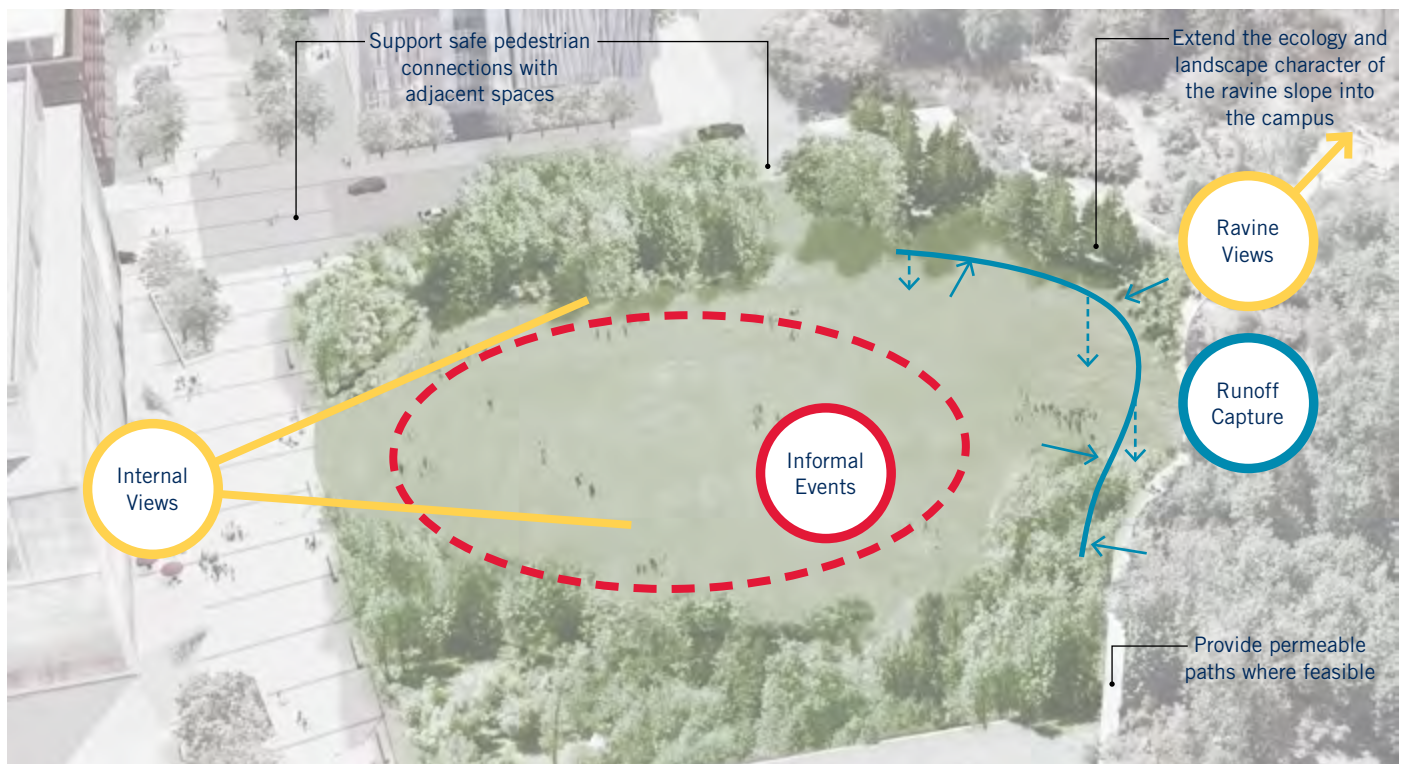 Support safe pedestrian
connections with
adjacent spaces
Extend the ecology and
landscape character of
the ravine slope into
the campus
Ravine
Views
Runoff
Capture
Internal
Views
Informal
Events
Provide permeable
paths where feasible